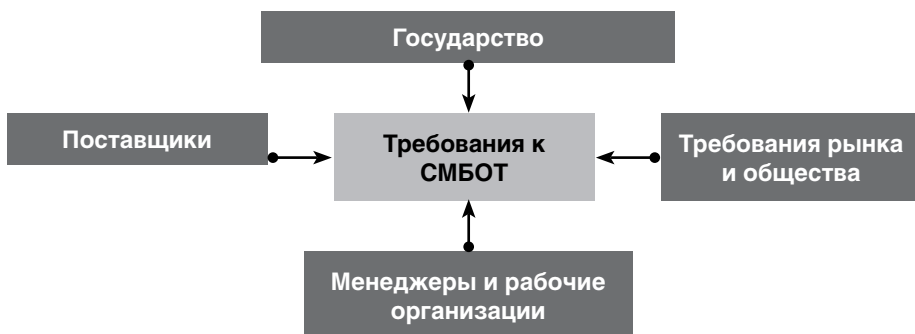 Государство
Поставщики
Требования к
СМБОТ
Требования рынка
и общества
Менеджеры и рабочие
организации